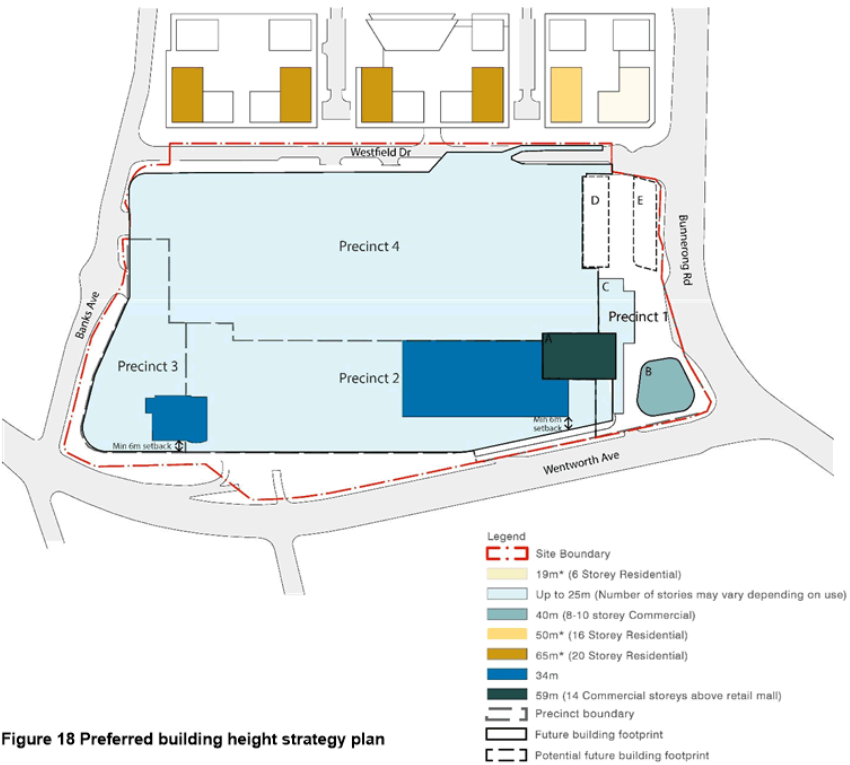 Westfield Dr
D
E
Precinct 4
Bunnerong Rd
C
Banks Ave
Precinct 1
A
Precinct 3
Precinct 2
B
Min 6m
setback
Min 6m setback
Wentworth Ave
Legend
Site Boundary
19m* (6 Storey Residential)
Up to 25m (Number of stories may vary depending on use)
40m (8-10 storey Commercial)
50m* (16 Storey Residential)
65m* (20 Storey Residential)
34m
59m (14 Commercial storeys above retail mall)
Precinct boundary
Future building footprint
Potential future building footprint
Figure 18 Preferred building height strategy plan